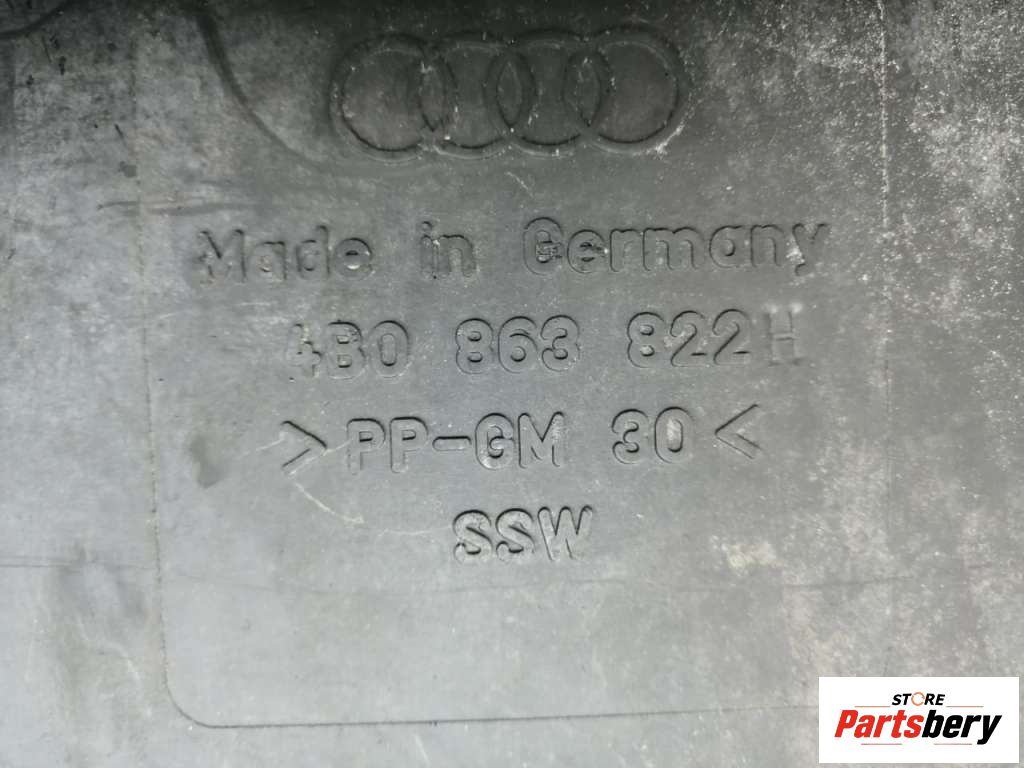 Made in Germany
4B0 863 822H
>PP-GM 30<
SSW
STORE
Partsbery